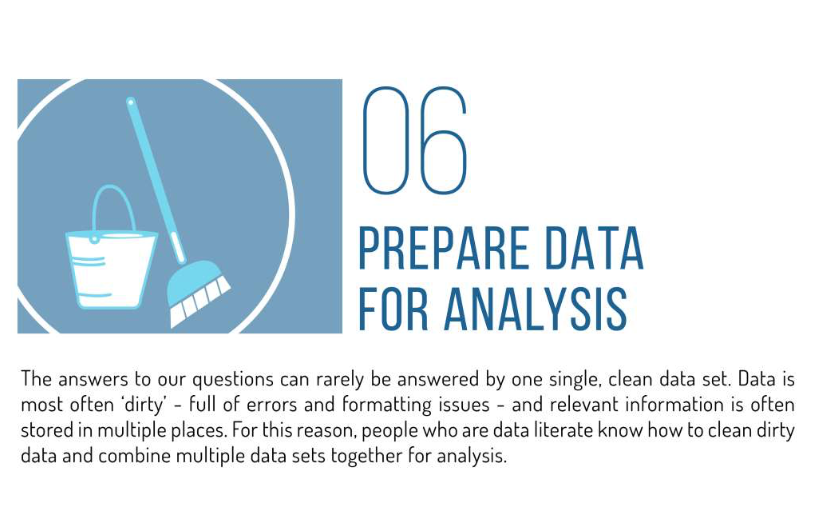 06
PREPARE DATA
FOR ANALYSIS
The answers to our questions can rarely be answered by one single, clean data set. Data is
most often ‘dirty’ - full of errors and formatting issues - and relevant information is often
stored in multiple places. For this reason, people who are data literate know how to clean dirty
data and combine multiple data sets together for analysis.